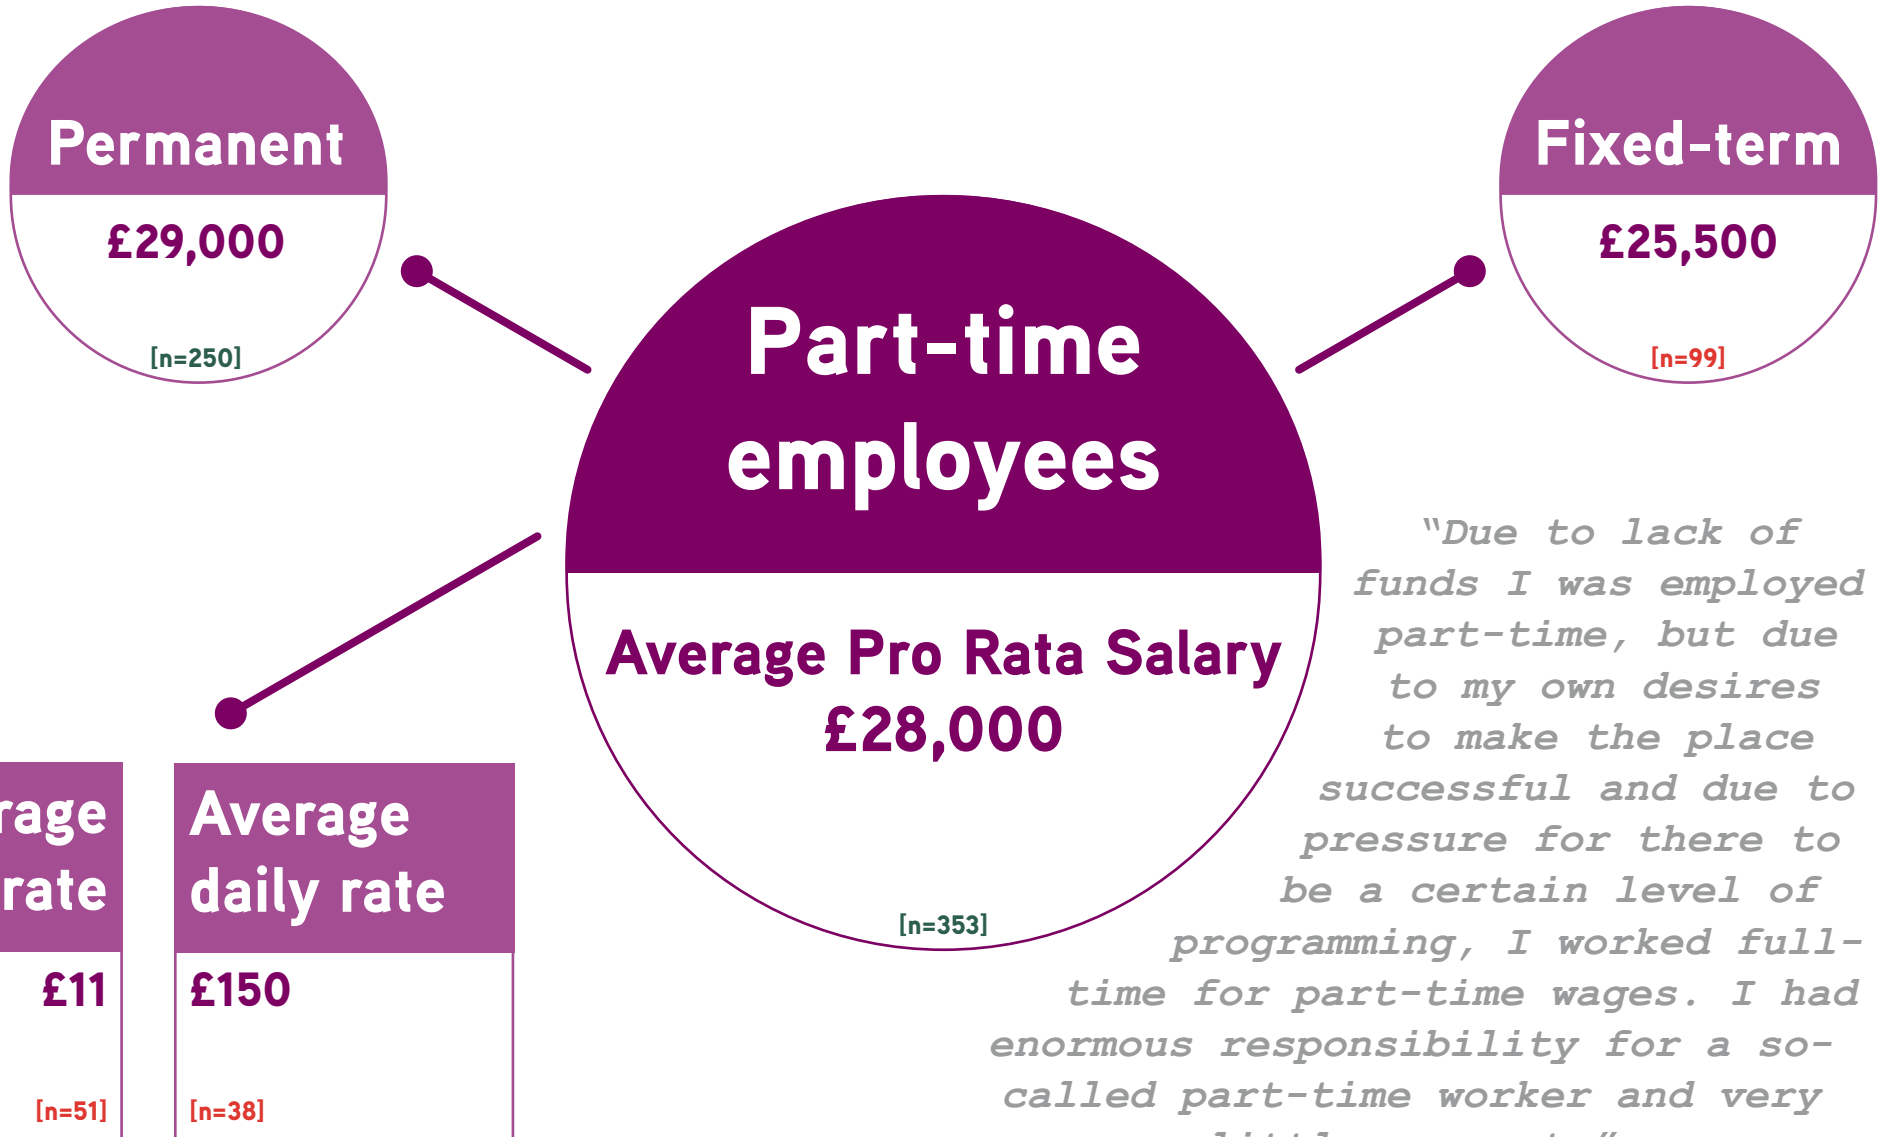 Permanent
£29,000
[n=250]
Fixed-term
£25,500
[n=99]
Part-time
employees
Average Pro Rata Salary
£28,000
[n=353]
rage
rate
£11
[n=51]
Average
daily rate
£150
[n=38]
“Due to lack of
funds I was employed
part-time, but due
to my own desires
to make the place
successful and due to
pressure for there to
be a certain level of
programming, I worked full-
time for part-time wages. I had
enormous responsibility for a so-
called part-time worker and very